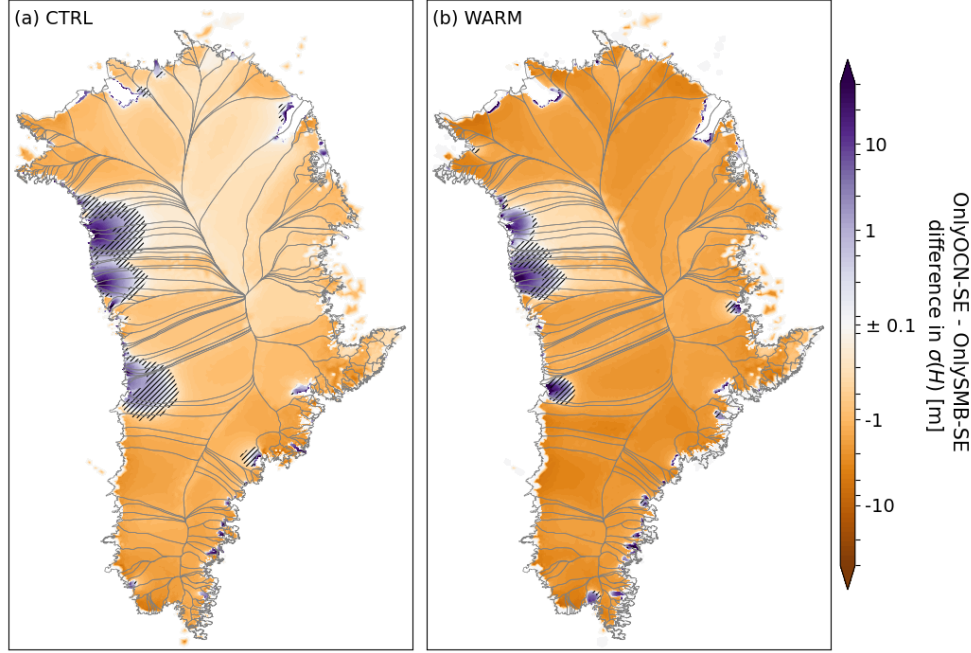 (a) CTRL
(b) WARM
10
1
± 0.1
-1
-10
OnlyOCN-SE - OnlySMB-SE
difference in σ(H) [m]